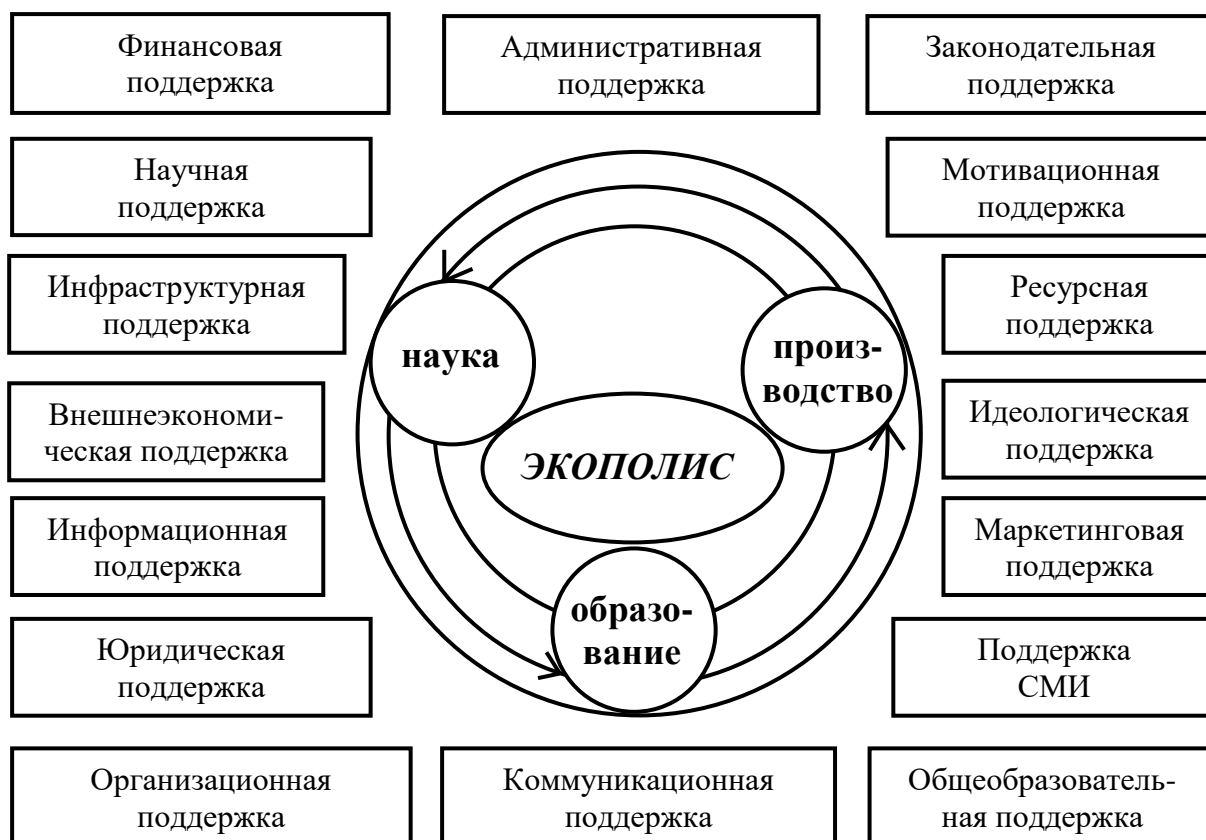 Финансовая
поддержка
Административная
поддержка
Законодательная
поддержка
Научная
поддержка
Мотивационная
поддержка
Инфраструктурная
поддержка
Ресурсная
поддержка
наука
произ-
водство
Внешнеэкономи-
ческая поддержка
ЭКОПОЛИС
Идеологическая
поддержка
Информационная
поддержка
Маркетинговая
поддержка
образо-
вание
Юридическая
поддержка
Поддержка
СМИ
Организационная
поддержка
Коммуникационная
поддержка
Общеобразователь-
ная поддержка